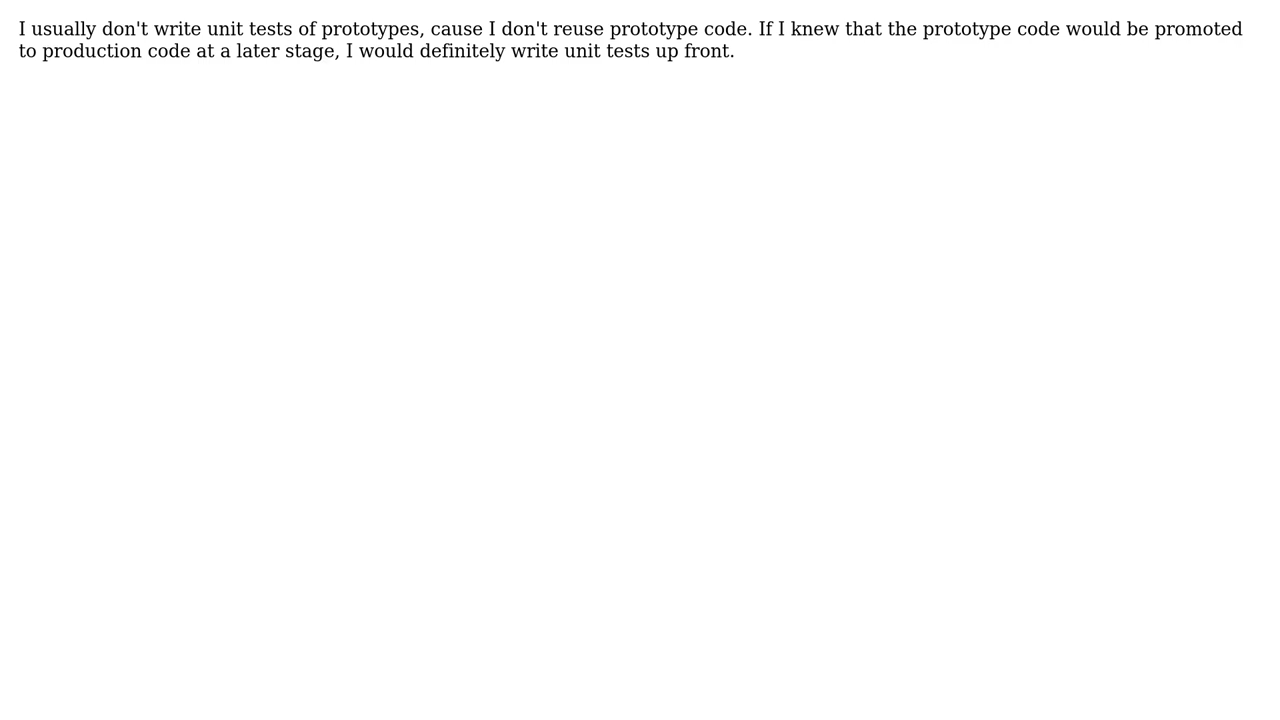 I usually don't write unit tests of prototypes, cause I don't reuse prototype code. If I knew that the prototype code would be promoted
to production code at a later stage, I would definitely write unit tests up front.